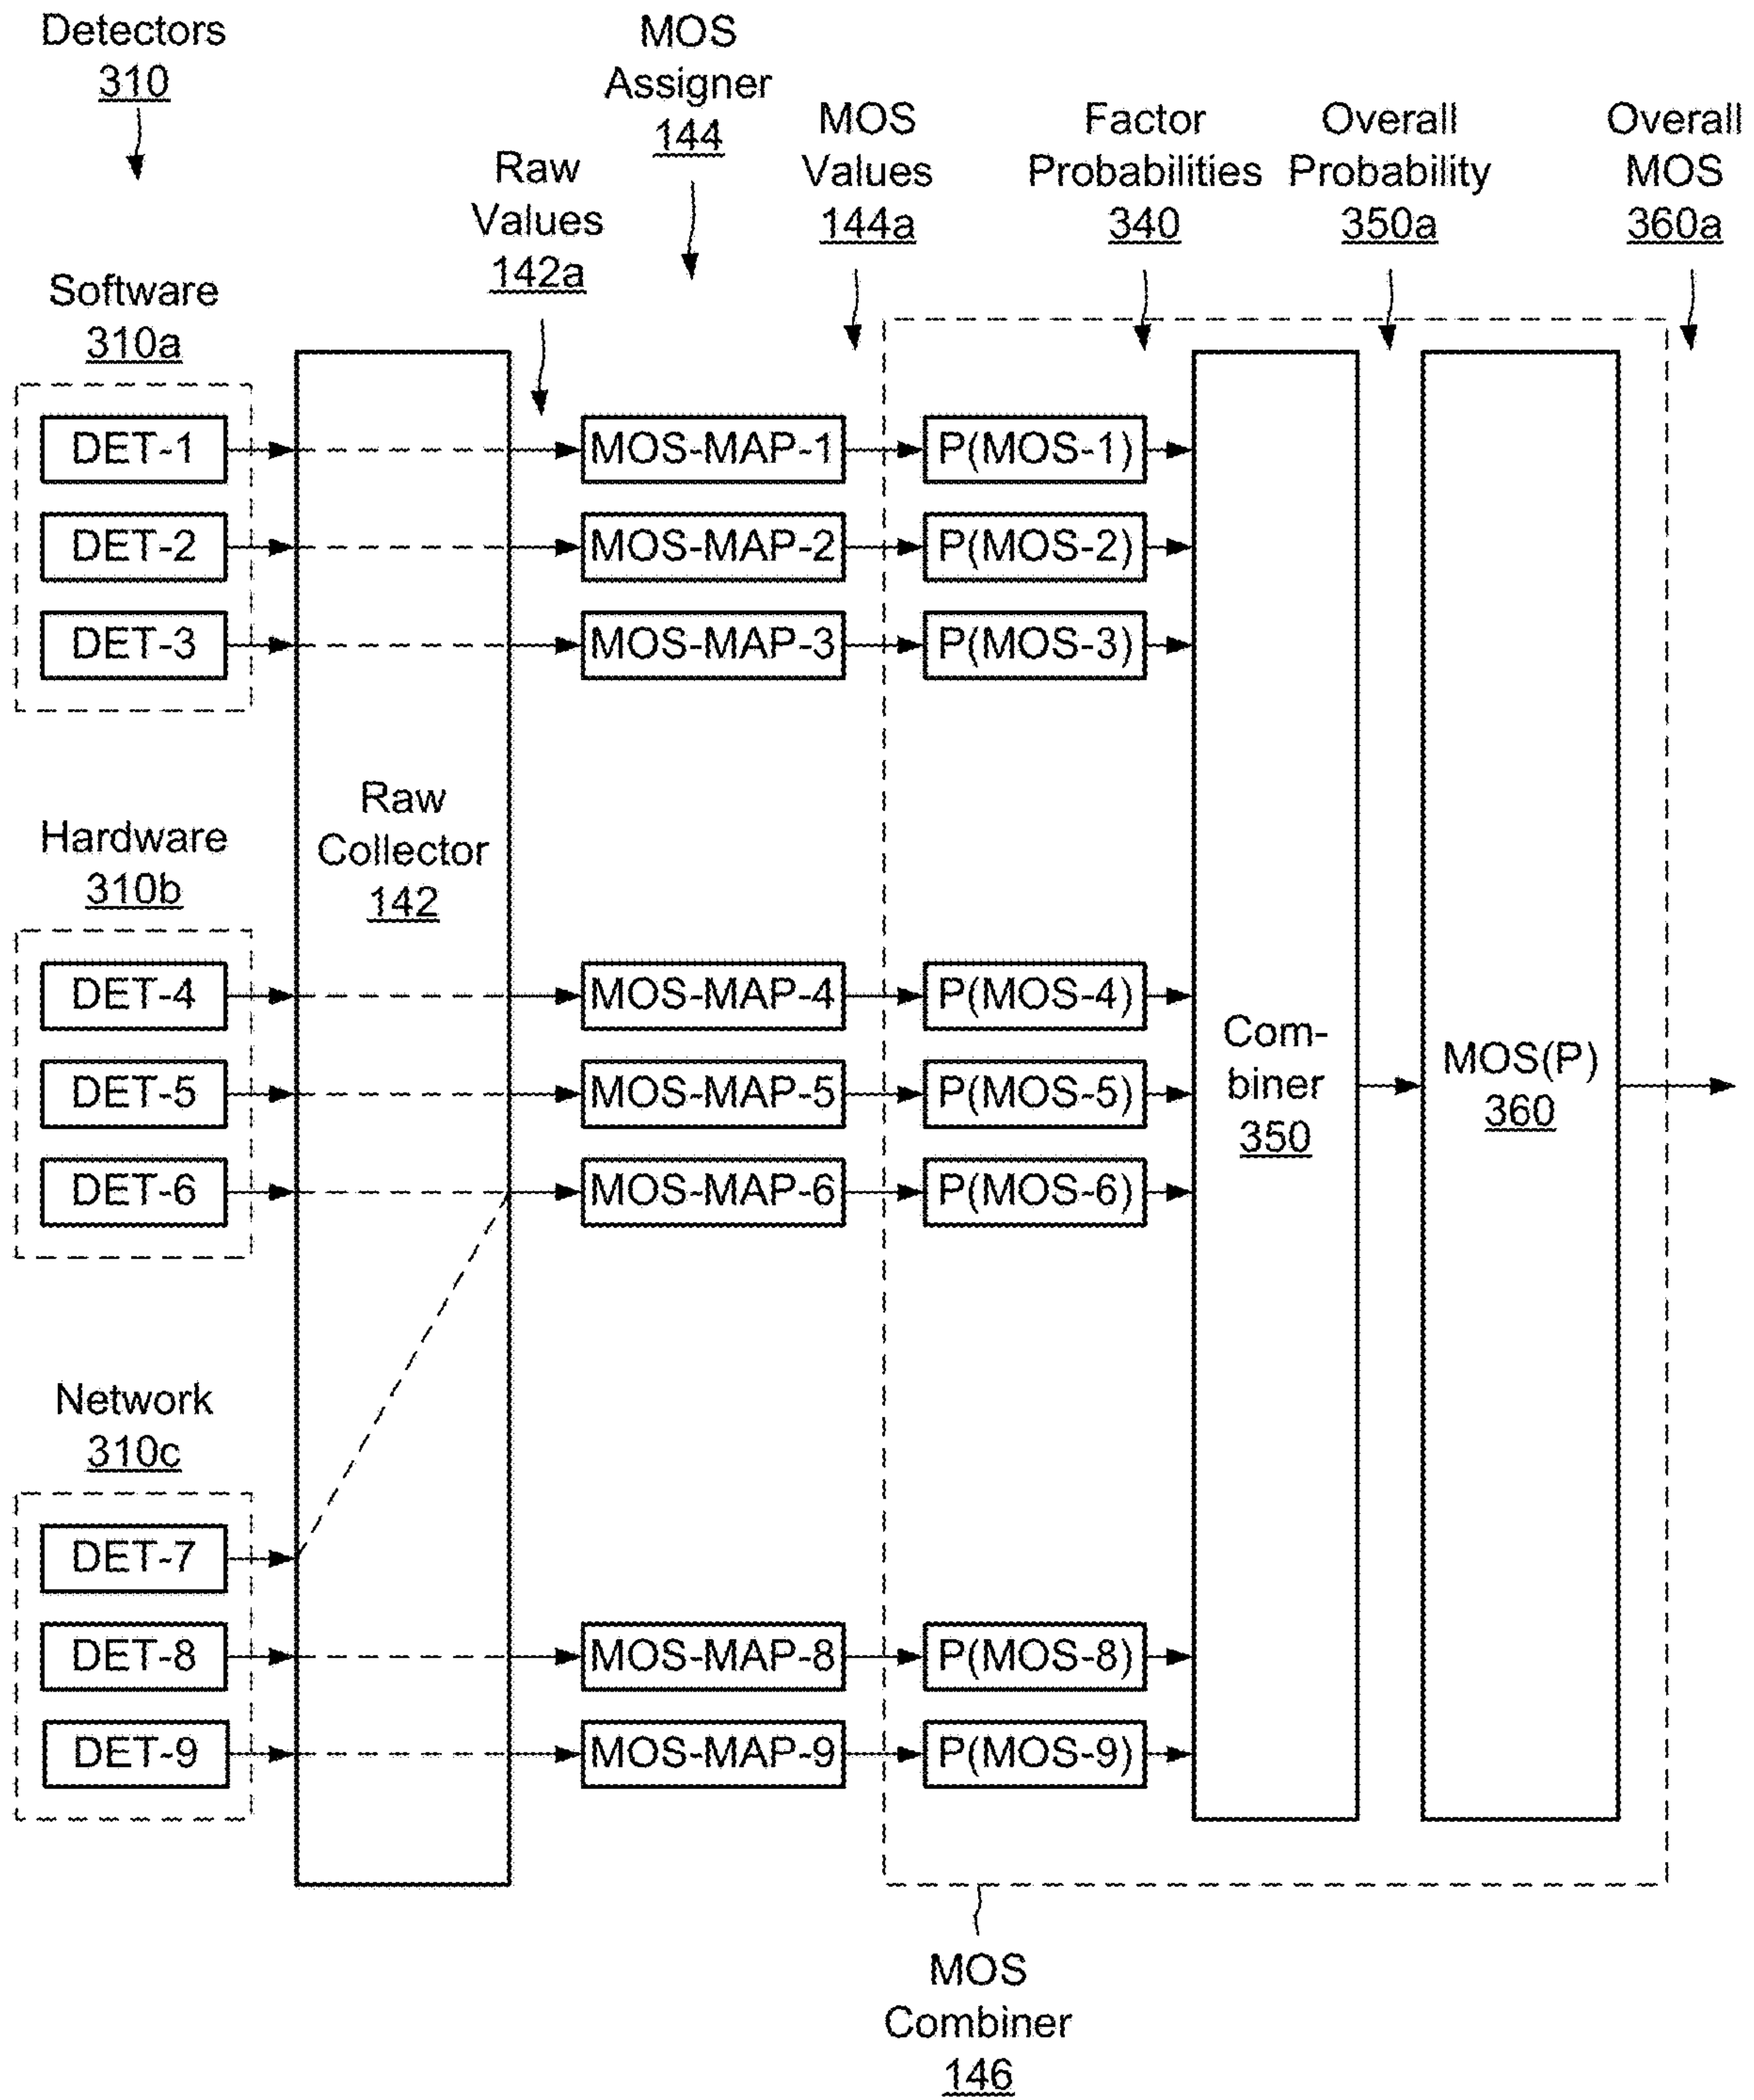 Detectors
310
MOS
Assigner
144
Raw
Values
142a
MOS
Values
144a
Factor
Probabilities
340
Overall
Probability
350a
Overall
MOS
360a
Software
310a
DET-1
DET-2
DET-3
Hardware
310b
DET-4
DET-5
DET-6
Network
310c
DET-7
DET-8
DET-9
Raw
Collector
142
MOS-MAP-1
MOS-MAP-2
MOS-MAP-3
MOS-MAP-4
MOS-MAP-5
MOS-MAP-6
MOS-MAP-8
MOS-MAP-9
P(MOS-1)
P(MOS-2)
P(MOS-3)
P(MOS-4)
P(MOS-5)
P(MOS-6)
P(MOS-8)
P(MOS-9)
Com-
biner
350
MOS(P)
360
MOS
Combiner
146